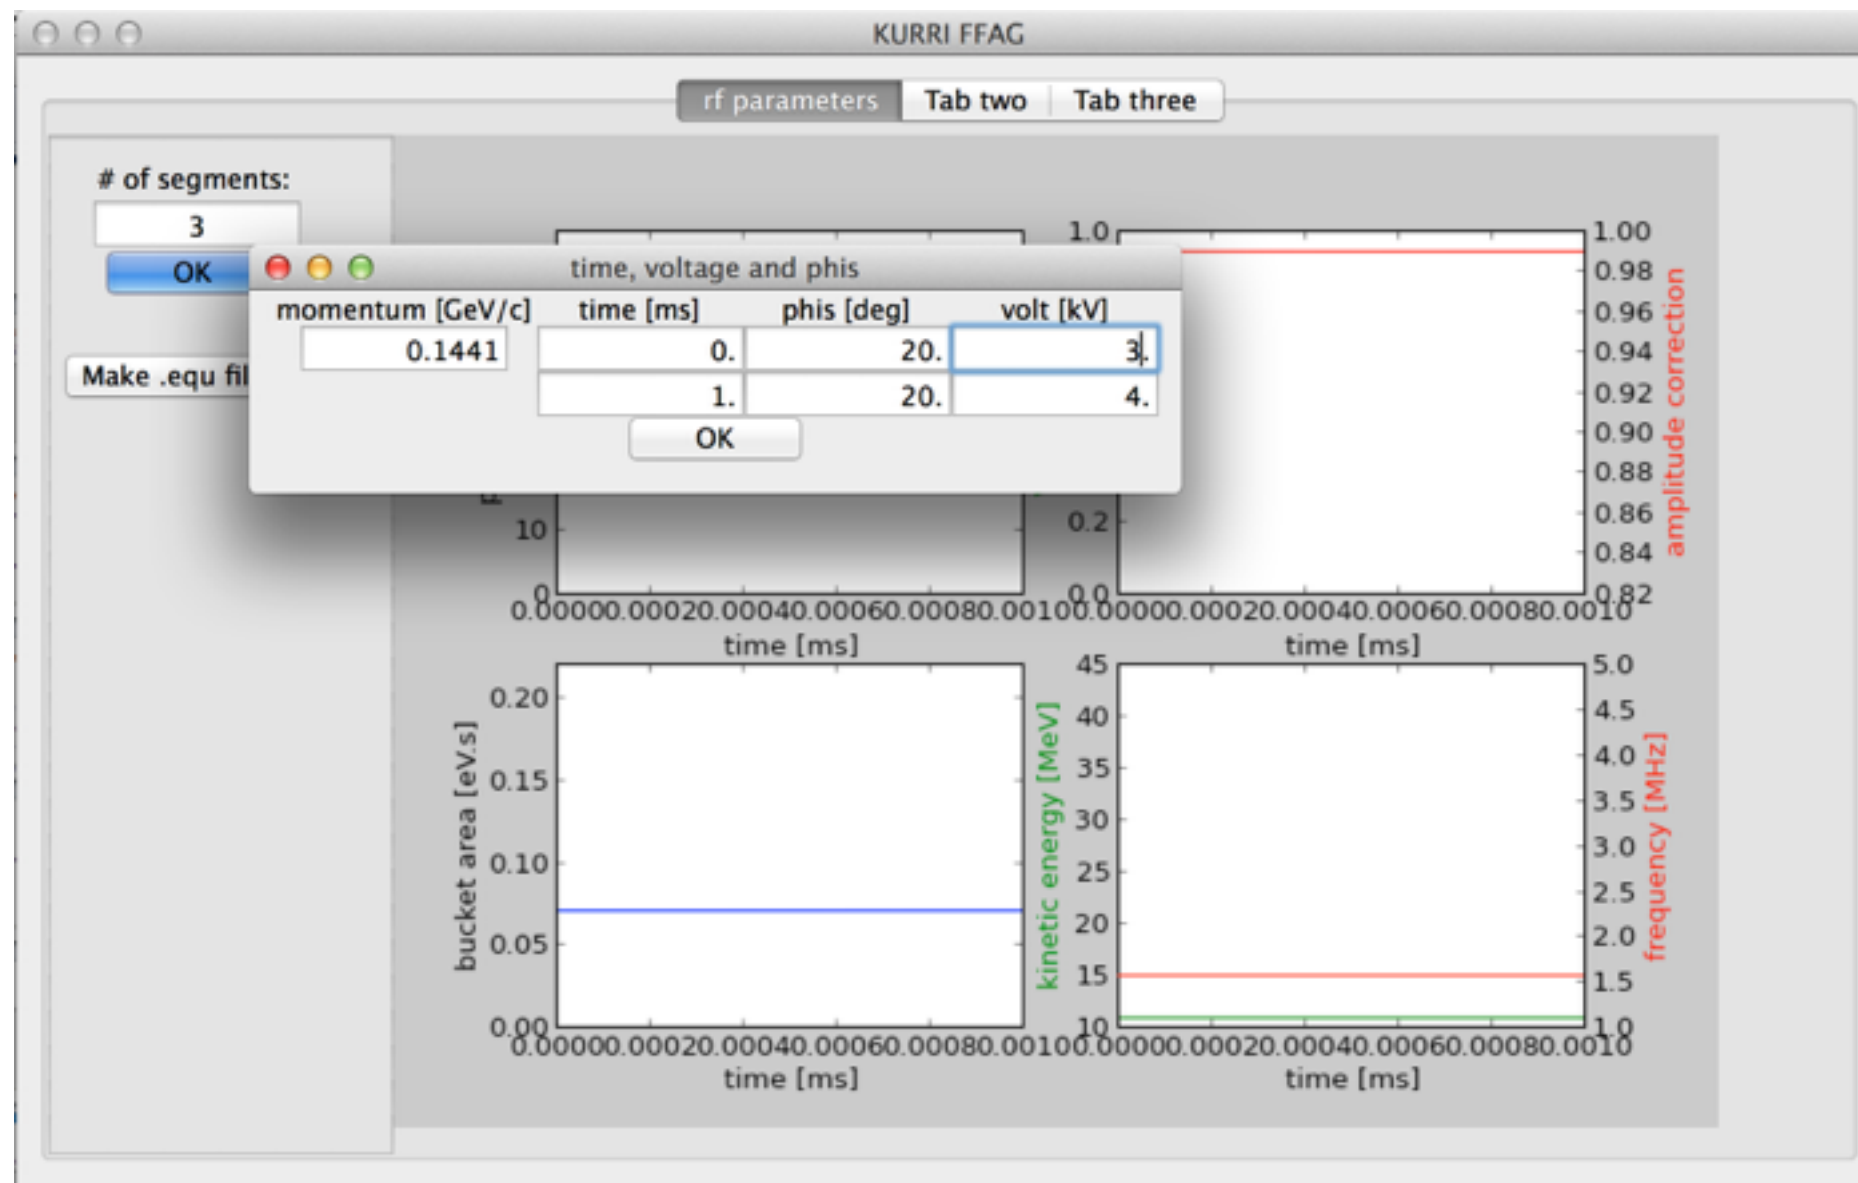 KURRI FFAG
rf parameters Tab two Tab three
# of segments:
3
OK
Make .equ fil
time, voltage and phis
momentum [GeV/c] time [ms] phis [deg] volt [kV]
0.1441 0. 20. 3.
1. 20. 4.
OK
10
0
0.00000.00020.00040.00060.00080.0010
time [ms]
1.0
0.2
0.0
0.00000.00020.00040.00060.00080.0010
time [ms]
1.00
0.98
0.96
0.94
0.92
0.90
0.88
0.86
0.84
0.82
amplitude correction
bucket area [eV.s]
0.20
0.15
0.10
0.05
0.00
0.00000.00020.00040.00060.00080.0010
time [ms]
kinetic energy [MeV]
45
40
35
30
25
20
15
10
0.00000.00020.00040.00060.00080.0010
time [ms]
5.0
4.5
4.0
3.5
3.0
2.5
2.0
1.5
1.0
frequency [MHz]